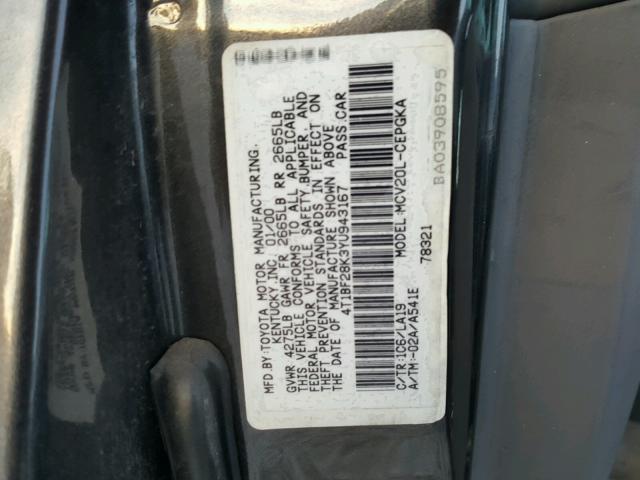 MFD.BY:TOYOTA MOTOR MANUFACTURING,
KENTUCKY,INC. 01/00
GVWR 4275LB GAWR FR 2665LB RR 2665LB
THIS VEHICLE CONFORMS TO ALL APPLICABLE
FEDERAL MOTOR VEHICLE SAFETY,BUMPER, AND
THEFT PREVENTION STANDARDS IN EFFECT ON
THE DATE OF MANUFACTURE SHOWN ABOVE
4T1BF28K3YU943167 PASS.CAR
C/TR:1C6/LA19 MODEL:MCV20L-CEPGKA
A/TM:-02A/A541E 78321
BA03908595